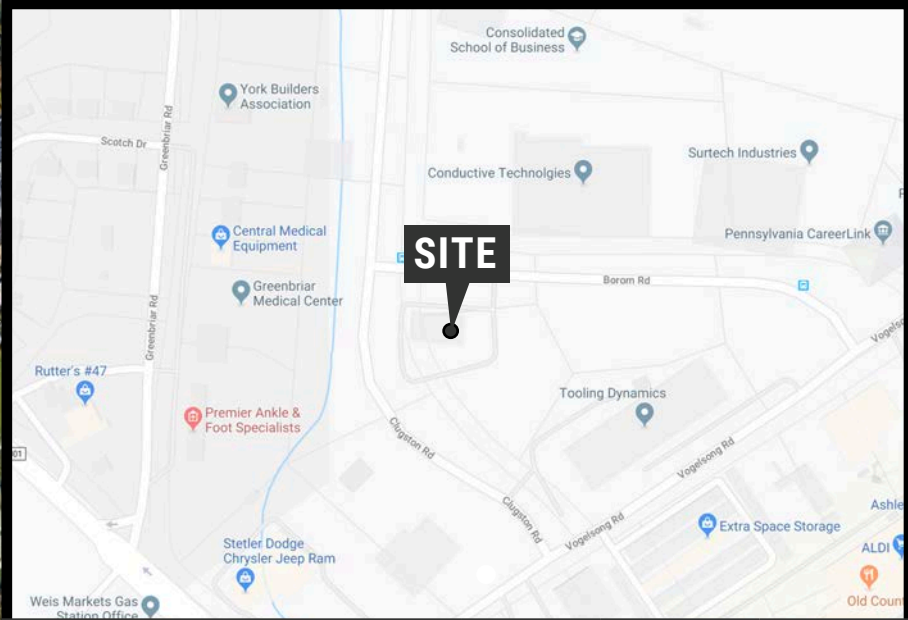 Consolidated
School of Business
York Builders
Association
Greenbriar Rd
Scotch Dr
Surtech Industries
Conductive Technolgies
Central Medical
Equipment
Pennsylvania CareerLink
SITE
Borom Rd
Greenbriar
Medical Center
Greenbriar Rd
Vogelso
Rutter's #47
Tooling Dynamics
Premier Ankle &
Foot Specialists
Clugston Rd
01
Vogelsong Rd
Clugston Rd
Ashle
Vogelsong Rd
Extra Space Storage
Stetler Dodge
Chrysler Jeep Ram
ALDI
Old Coun
Weis Markets Gas
Station Office